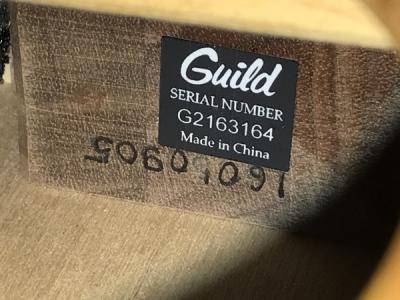 Guild
SERIAL NUMBER
G2163164
Made in China